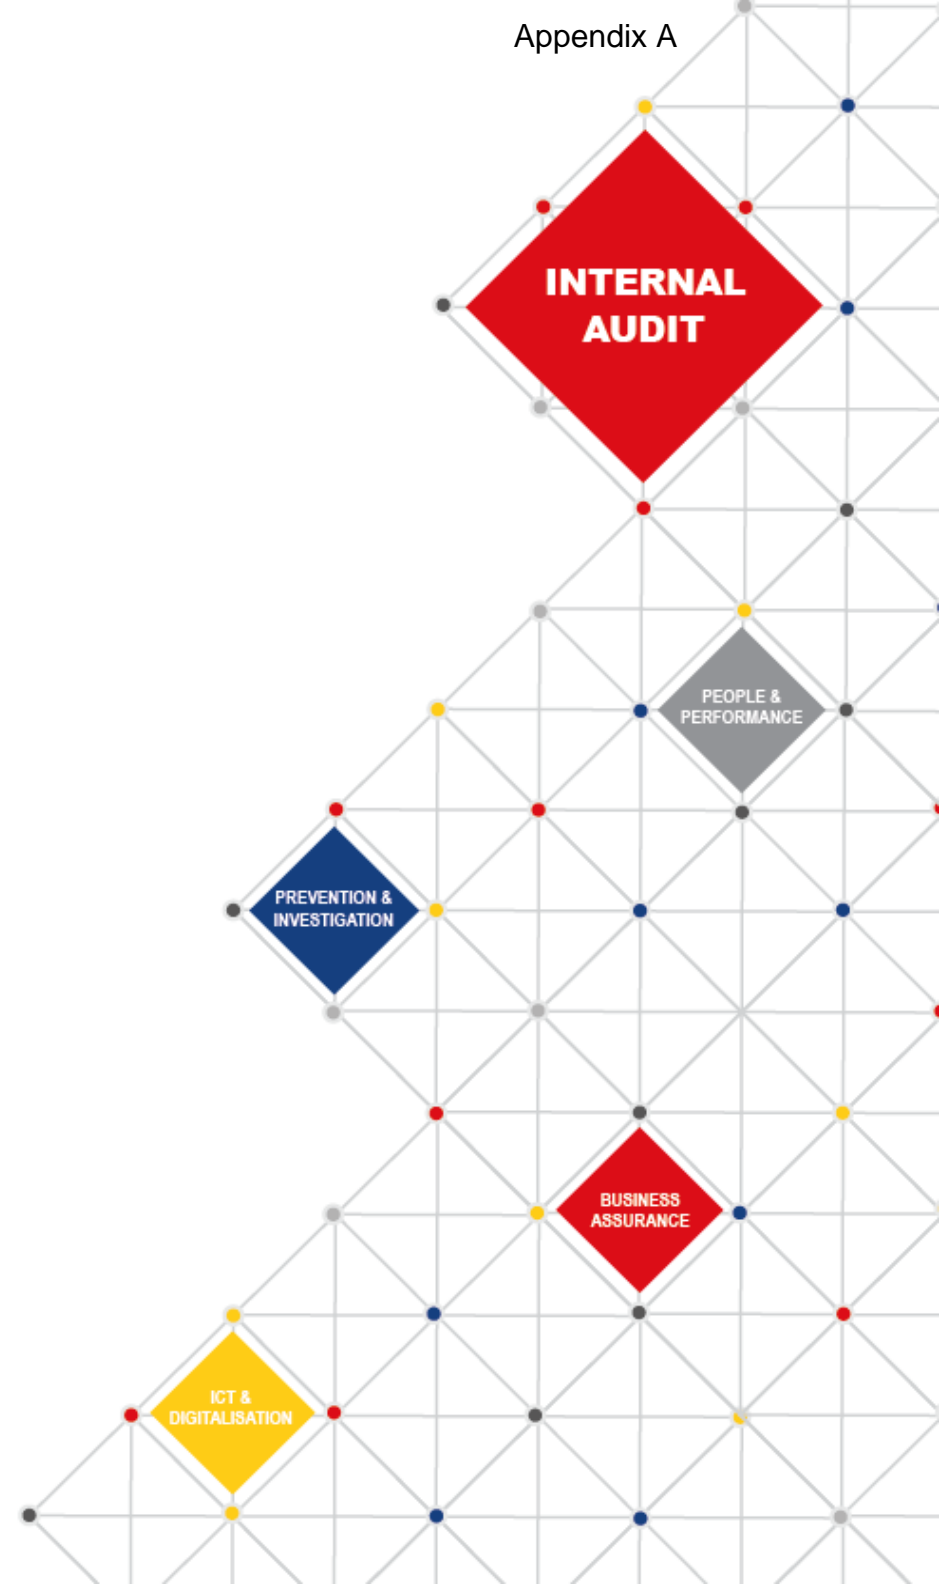 Appendix A
INTERNAL
AUDIT
PEOPLE &
PERFORMANCE
PREVENTION &
INVESTIGATION
BUSINESS
ASSURANCE
ICT &
DIGITALISATION